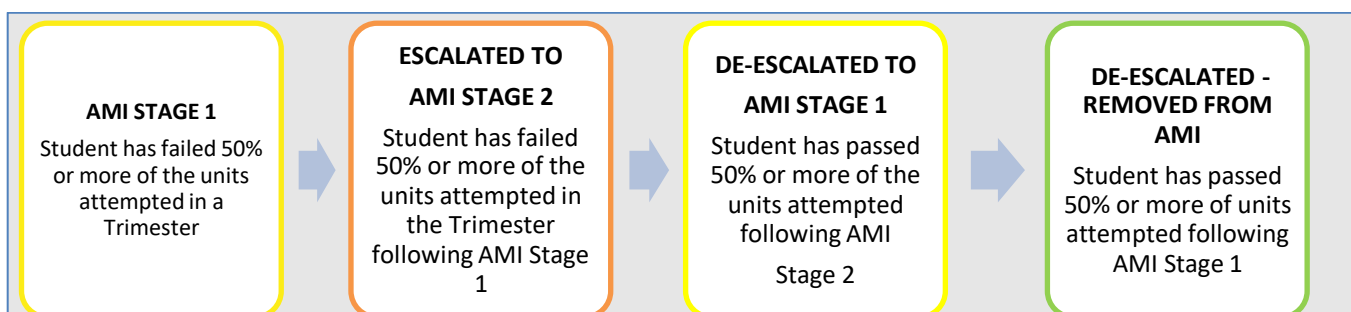 AMI STAGE 1
Student has failed 50%
or more of the units
attempted in a
Trimester
ESCALATED TO
AMI STAGE 2
Student has failed
50% or more of the
units attempted in
the Trimester
following AMI Stage
1
DE-ESCALATED TO
AMI STAGE 1
Student has passed
50% or more of the
units attempted
following AMI
Stage 2
DE-ESCALATED -
REMOVED FROM
AMI
Student has passed
50% or more of units
attempted following
AMI Stage 1